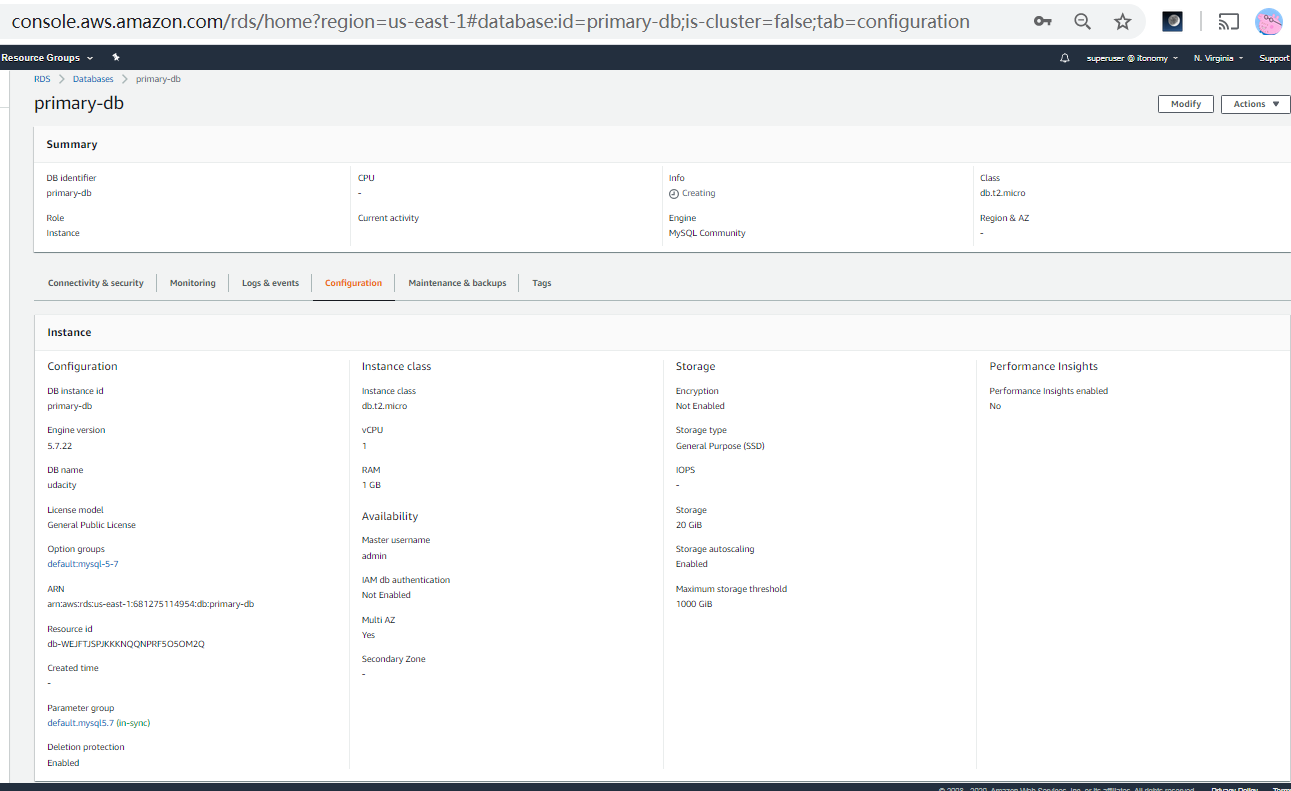 console.aws.amazon.com/rds/home?region=us-east-1#database:id=primary-db;is-cluster=false;tab=configuration
Resource Groups superuser @ itonomy N. Virginia Support
RDS Databases primary-db
primary-db
Modify Actions
Summary
DB identifier
primary-db
Role
Instance
CPU
-
Current activity
Info
Creating
Engine
MySQL Community
Class
db.t2.micro
Region & AZ
-
Connectivity & security Monitoring Logs & events Configuration Maintenance & backups Tags
Instance
Configuration
DB instance id
primary-db
Engine version
5.7.22
DB name
udacity
License model
General Public License
Option groups
default:mysql-5-7
ARN
arn:aws:rds:us-east-1:681275114954:db:primary-db
Resource id
db-WEJFTJSPJKKKNQQNPRF5O5OM2Q
Created time
-
Parameter group
default.mysql5.7 (in-sync)
Deletion protection
Enabled
Instance class
Instance class
db.t2.micro
vCPU
1
RAM
1 GB
Availability
Master username
admin
IAM db authentication
Not Enabled
Multi AZ
Yes
Secondary Zone
-
Storage
Encryption
Not Enabled
Storage type
General Purpose (SSD)
IOPS
-
Storage
20 GiB
Storage autoscaling
Enabled
Maximum storage threshold
1000 GiB
Performance Insights
Performance Insights enabled
No
© 2008 - 2020, Amazon Web Services, Inc. or its affiliates. All rights reserved. Privacy Policy